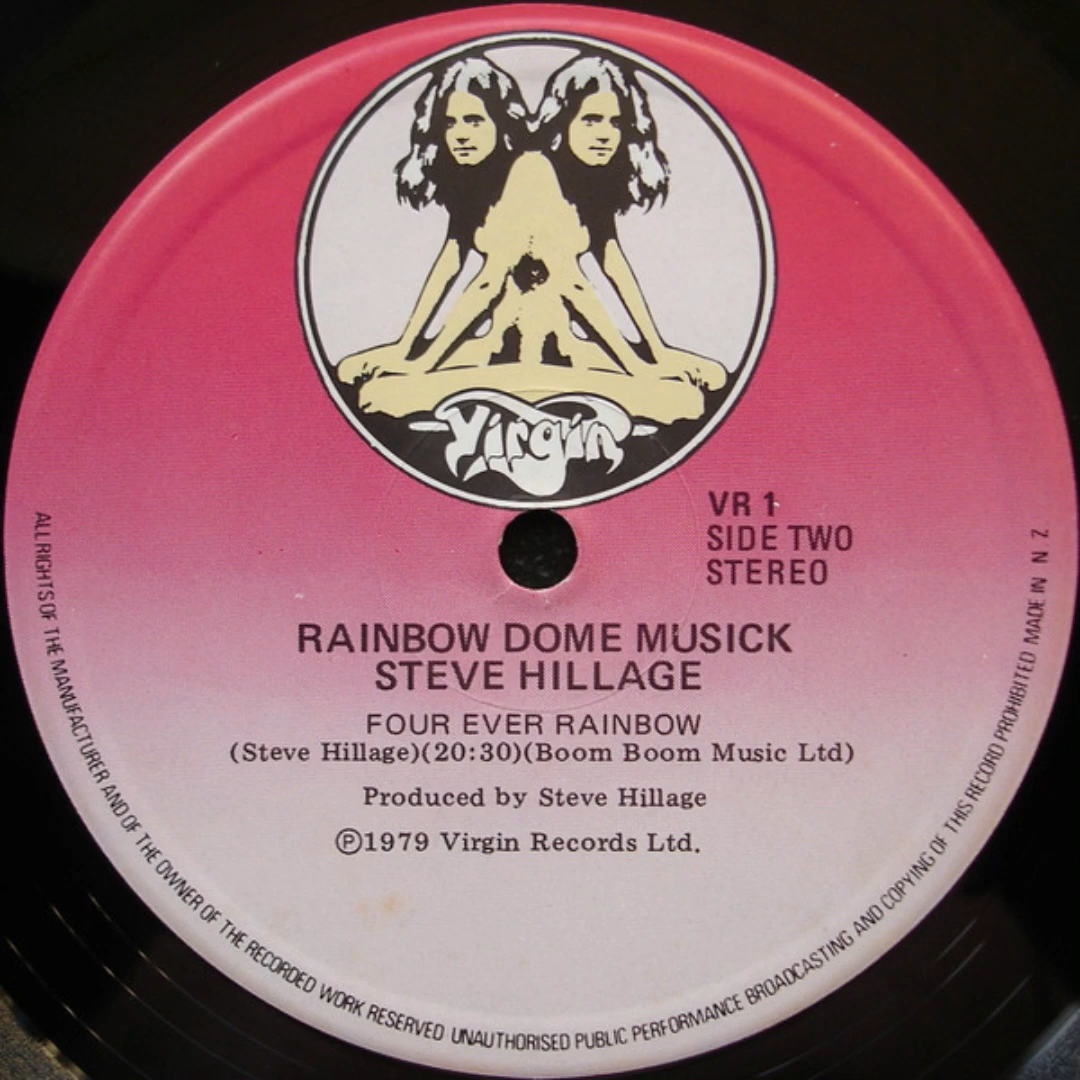 Virgin
VR 1
SIDE TWO
STEREO
RAINBOW DOME MUSICK
STEVE HILLAGE
FOUR EVER RAINBOW
(Steve Hillage)(20:30)(Boom Boom Music Ltd)
Produced by Steve Hillage
℗1979 Virgin Records Ltd.
ALL RIGHTS OF THE MANUFACTURER AND OF THE OWNER OF THE RECORDED WORK RESERVED UNAUTHORISED PUBLIC PERFORMANCE BROADCASTING AND COPYING OF THIS RECORD PROHIBITED MADE IN N Z